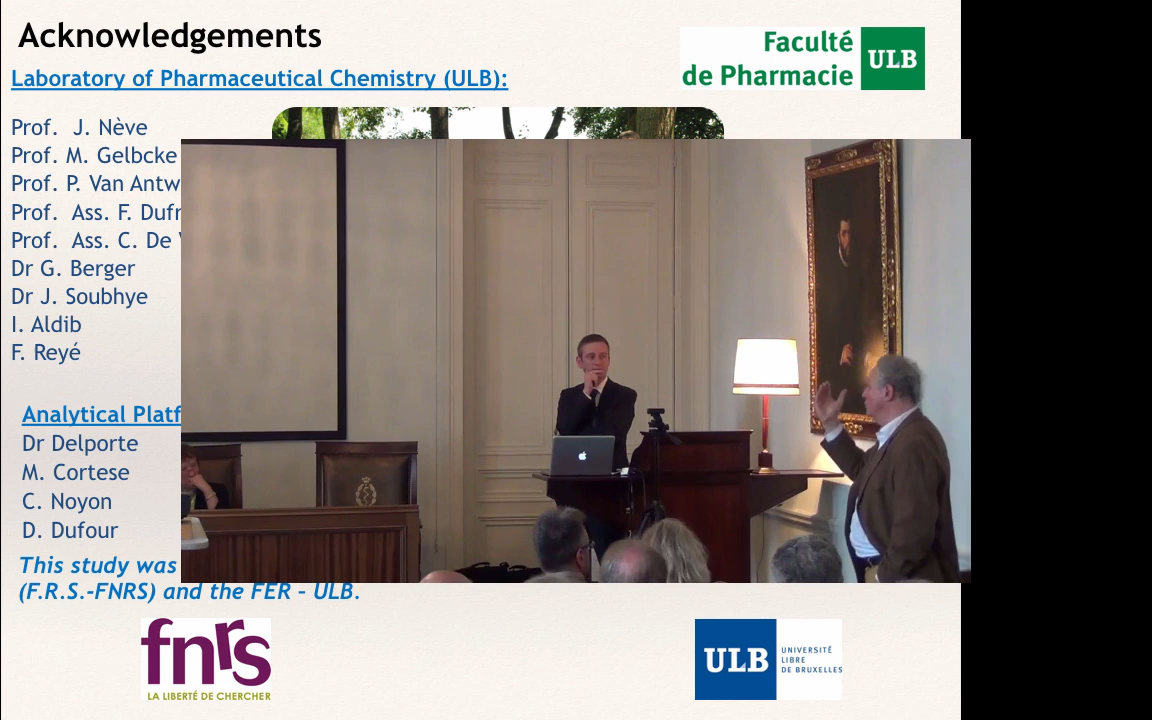 Acknowledgements
Faculté
de Pharmacie
ULB
Laboratory of Pharmaceutical Chemistry (ULB):
Prof. J. Nève
Prof. M. Gelbcke
Prof. P. Van Antw
Prof. Ass. F. Duf
Prof. Ass. C. De
Dr G. Berger
Dr J. Soubhye
I. Aldib
F. Reyé
Analytical Platf
Dr Delporte
M. Cortese
C. Noyon
D. Dufour
This study was
(F.R.S.-FNRS) and the FER – ULB.
fnrs
LA LIBERTÉ DE CHERCHER
ULB
UNIVERSITÉ
LIBRE
DE BRUXELLES